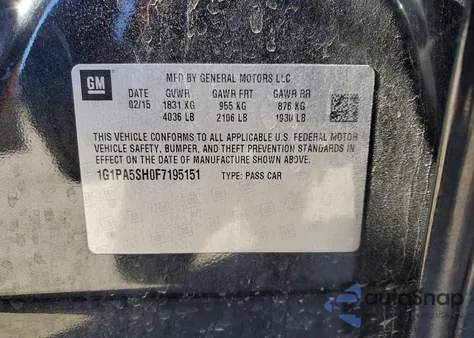 GM
MFD BY GENERAL MOTORS LLC
DATE GVWR GAWR FRT GAWR RR
02/15 1831 KG 955 KG 876 KG
4036 LB 2106 LB 1930 LB
THIS VEHICLE CONFORMS TO ALL APPLICABLE U.S. FEDERAL MOTOR
VEHICLE SAFETY, BUMPER, AND THEFT PREVENTION STANDARDS IN
EFFECT ON THE DATE OF MANUFACTURE SHOWN ABOVE.
1G1PA5SH0F7195151 TYPE: PASS CAR
autoSnap